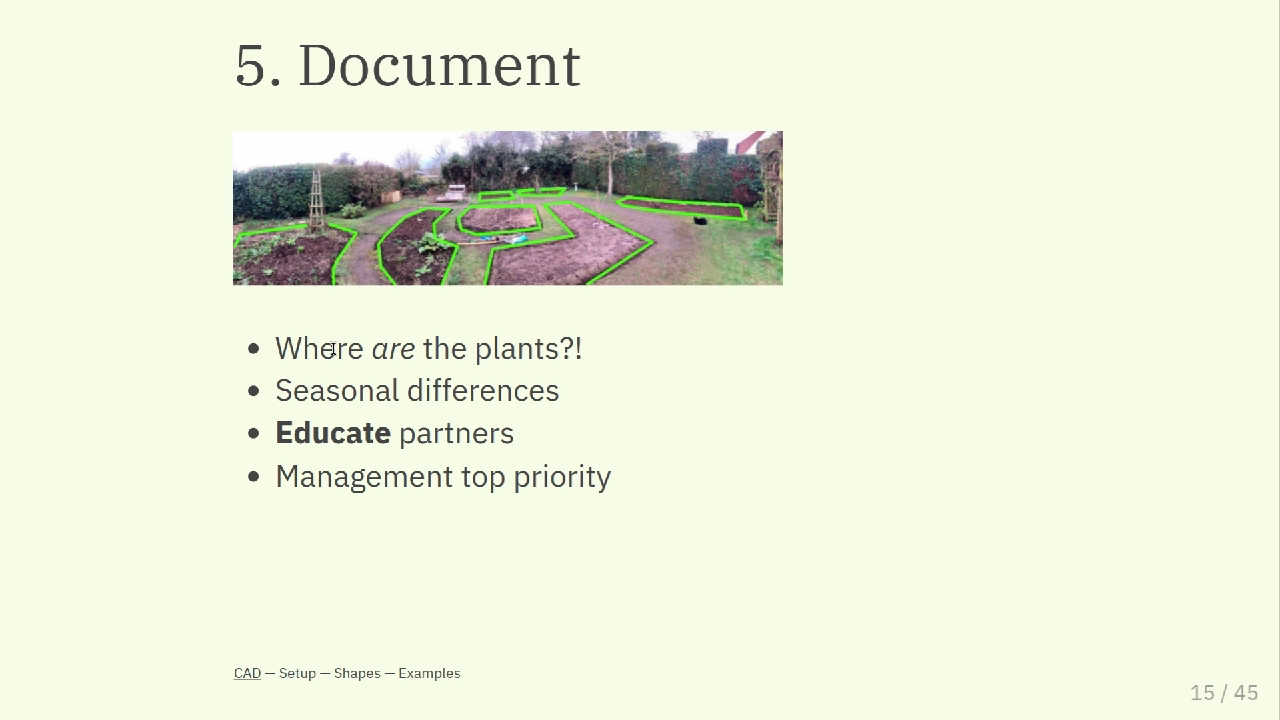 5. Document
Where are the plants?!
Seasonal differences
Educate partners
Management top priority
CAD — Setup — Shapes — Examples
15 / 45